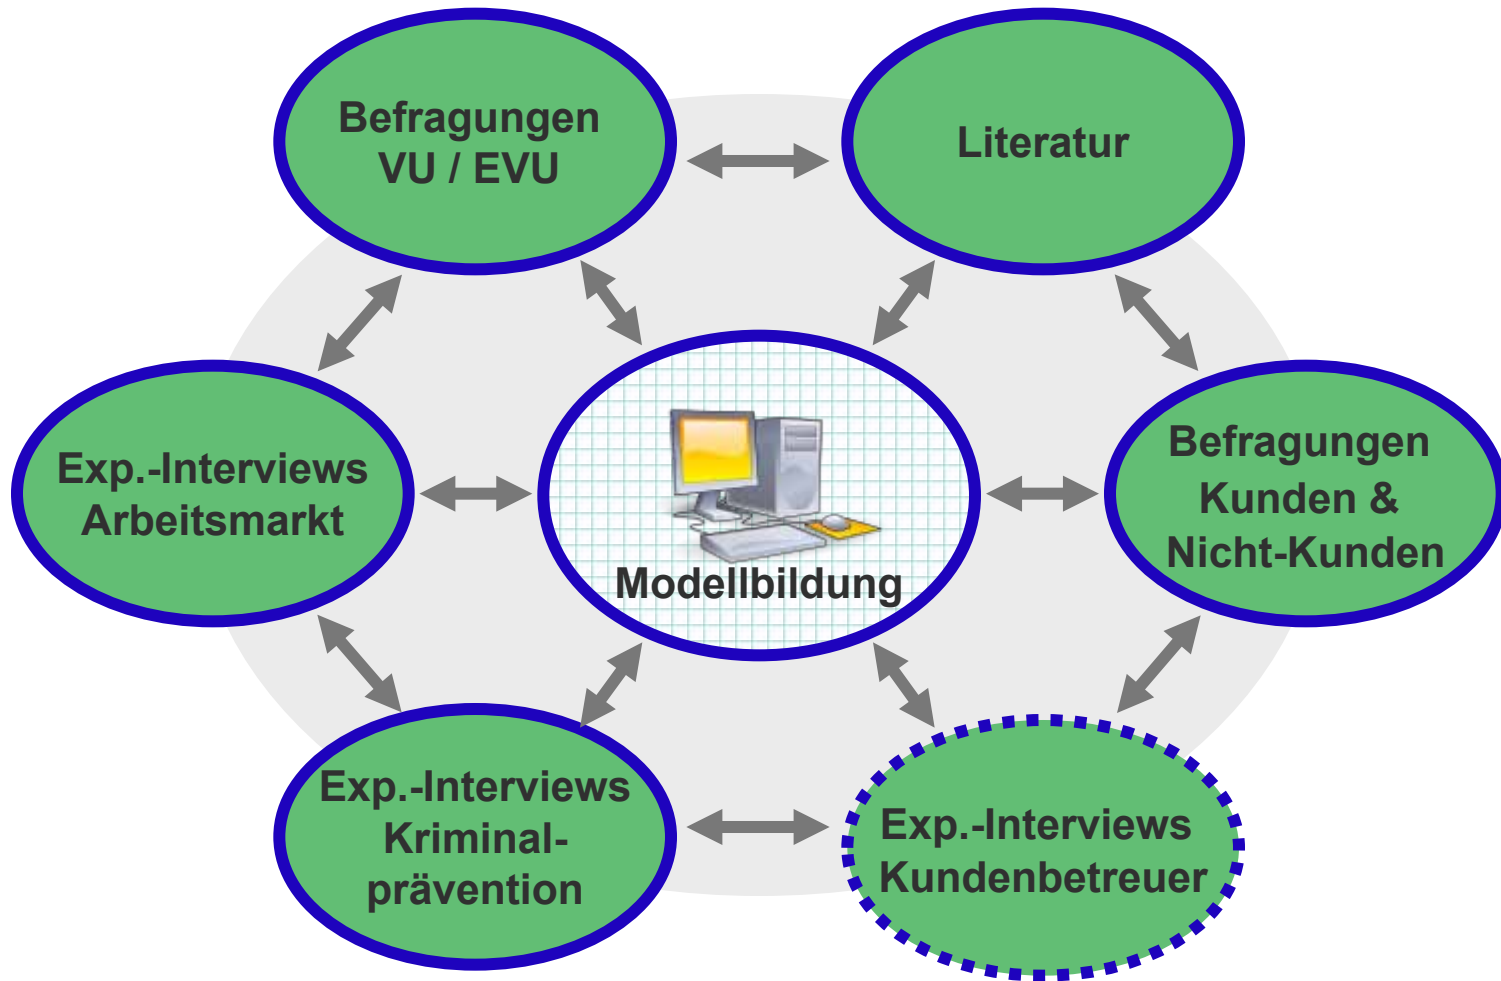 Befragungen
VU / EVU
Literatur
Exp.-Interviews
Arbeitsmarkt
Modellbildung
Befragungen
Kunden &
Nicht-Kunden
Exp.-Interviews
Kriminal-
prävention
Exp.-Interviews
Kundenbetreuer